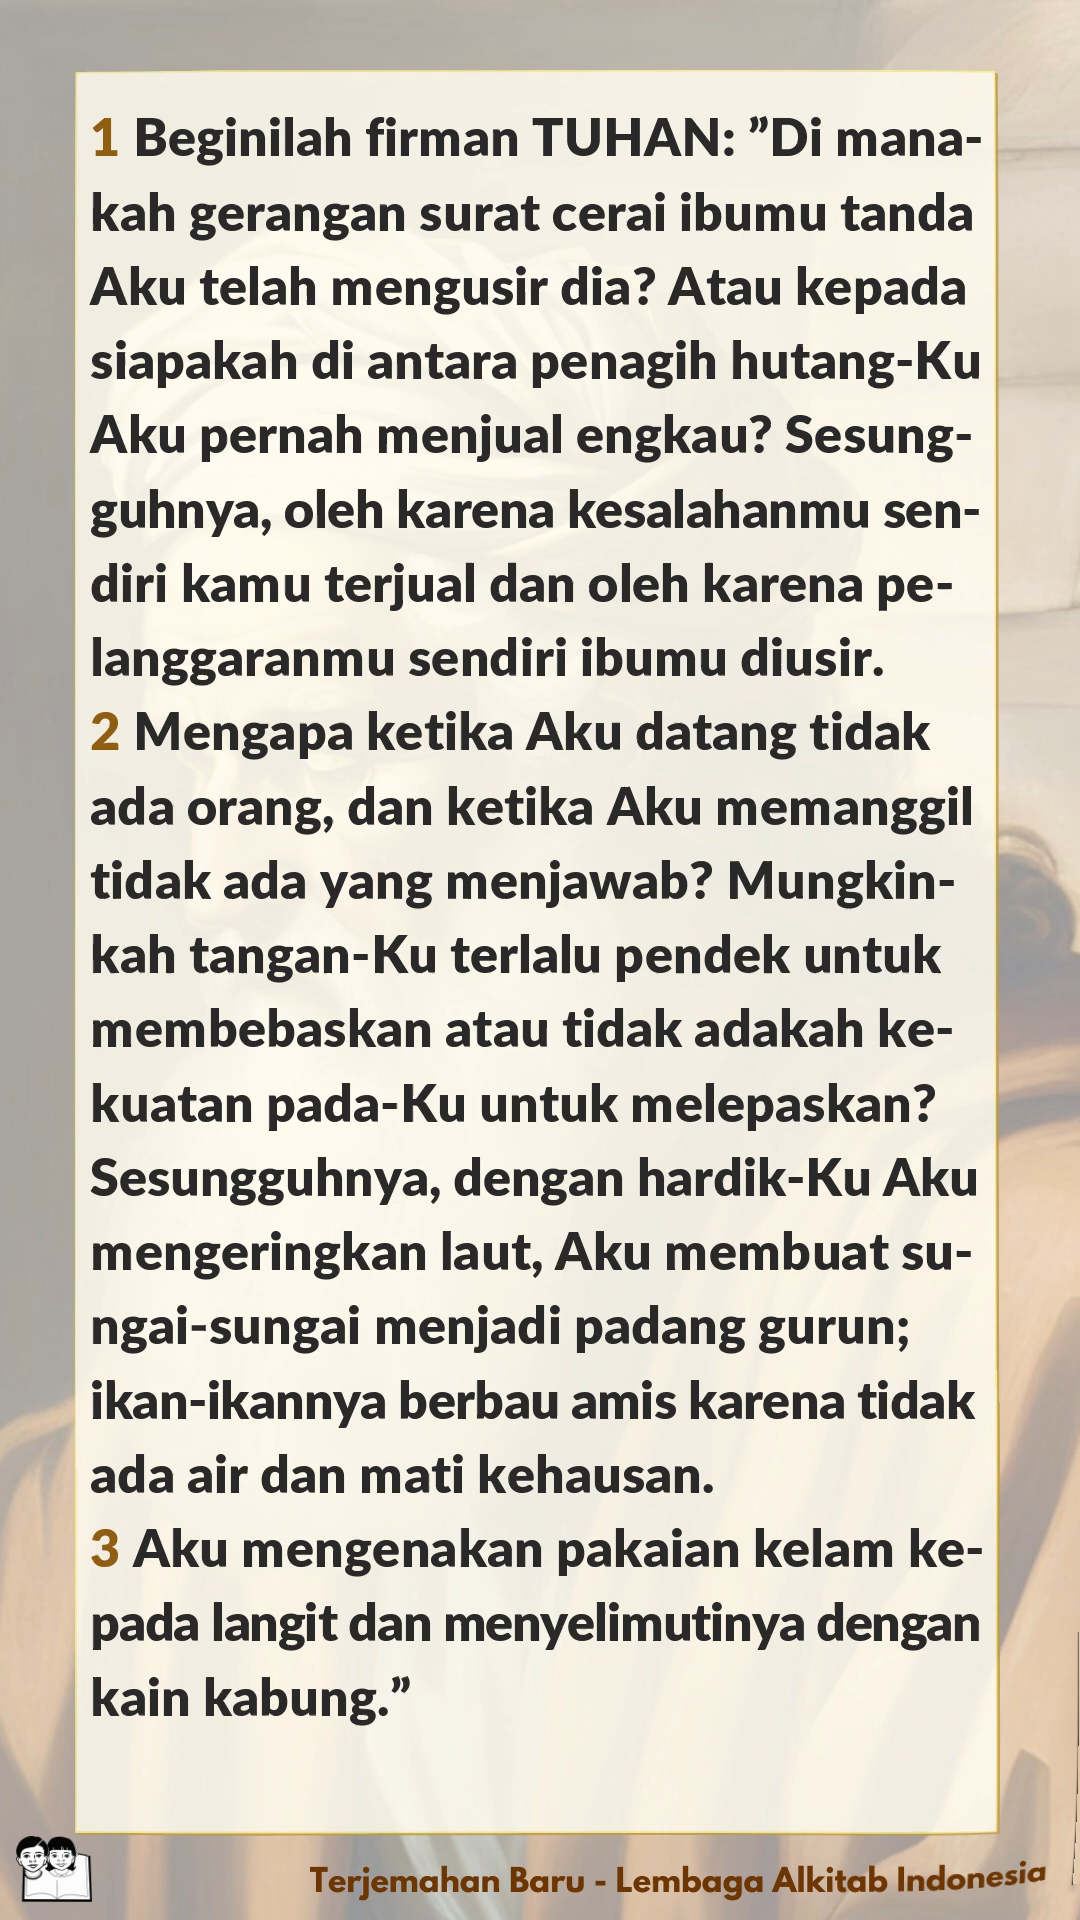 1 Beginilah firman TUHAN: ”Di mana-
kah gerangan surat cerai ibumu tanda
Aku telah mengusir dia? Atau kepada
siapakah di antara penagih hutang-Ku
Aku pernah menjual engkau? Sesung-
guhnya, oleh karena kesalahanmu sen-
diri kamu terjual dan oleh karena pe-
langgaranmu sendiri ibumu diusir.
2 Mengapa ketika Aku datang tidak
ada orang, dan ketika Aku memanggil
tidak ada yang menjawab? Mungkin-
kah tangan-Ku terlalu pendek untuk
membebaskan atau tidak adakah ke-
kuatan pada-Ku untuk melepaskan?
Sesungguhnya, dengan hardik-Ku Aku
mengeringkan laut, Aku membuat su-
ngai-sungai menjadi padang gurun;
ikan-ikannya berbau amis karena tidak
ada air dan mati kehausan.
3 Aku mengenakan pakaian kelam ke-
pada langit dan menyelimutinya dengan
kain kabung.”
Terjemahan Baru - Lembaga Alkitab Indonesia